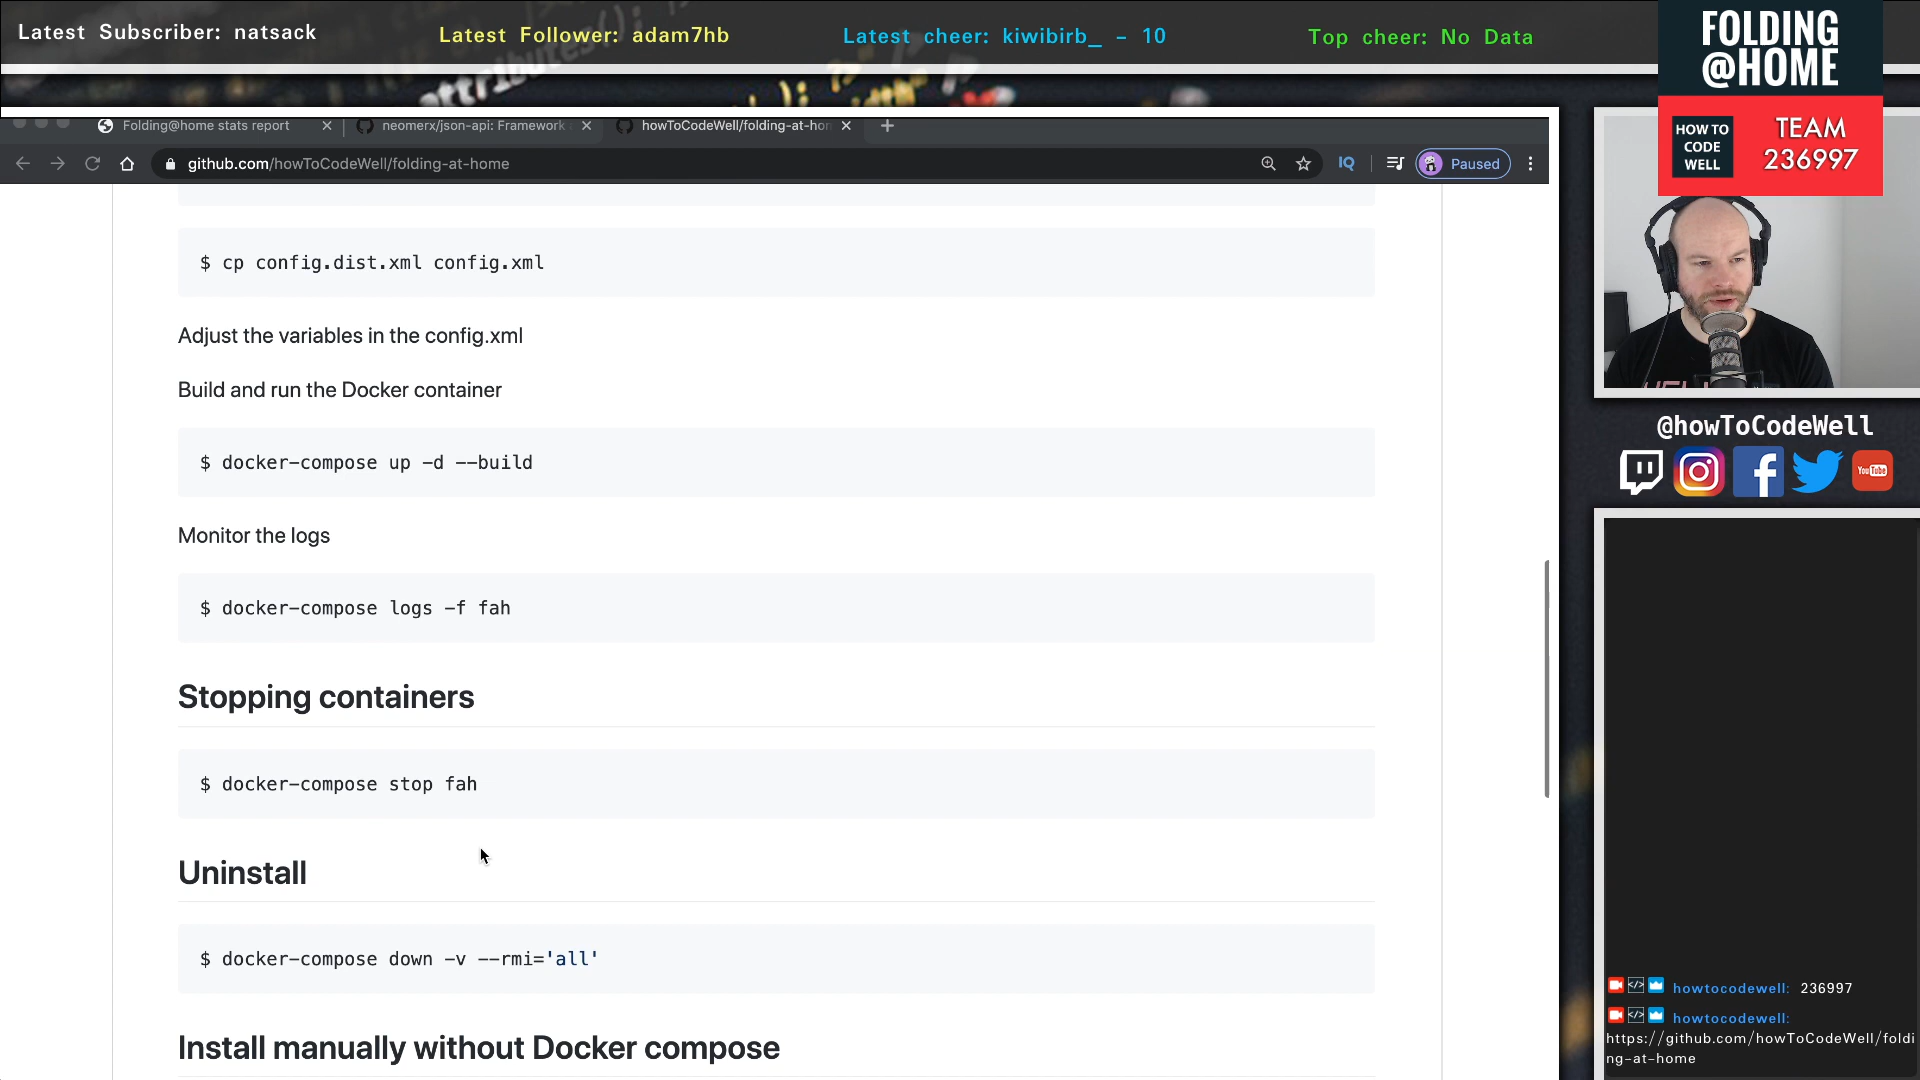 Latest Subscriber: natsack
Latest Follower: adam7hb
Latest cheer: kiwibirb_ - 10
Top cheer: No Data
FOLDING
@HOME
HOW TO
CODE
WELL
TEAM
236997
attributes();
Folding@home stats report
neomerx/json-api: Framework
howToCodeWell/folding-at-hom
github.com/howToCodeWell/folding-at-home
IQ
Paused
$ cp config.dist.xml config.xml
Adjust the variables in the config.xml
Build and run the Docker container
$ docker-compose up -d --build
Monitor the logs
$ docker-compose logs -f fah
Stopping containers
$ docker-compose stop fah
Uninstall
$ docker-compose down -v --rmi='all'
Install manually without Docker compose
@howToCodeWell
You Tube
howtocodewell: 236997
howtocodewell:
https://github.com/howToCodeWell/foldi
ng-at-home